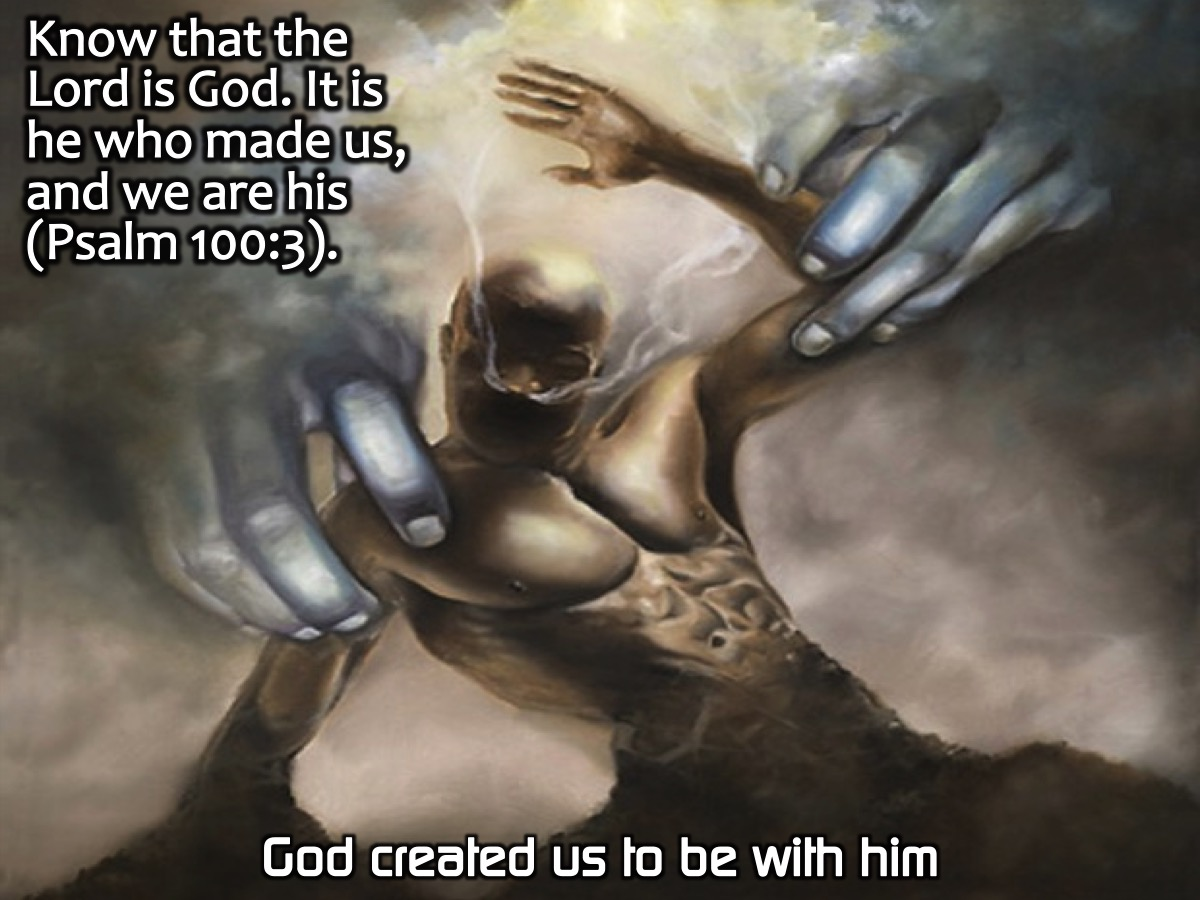 Know that the
Lord is God. It is
he who made us,
and we are his
(Psalm 100:3).
God created us to be with him